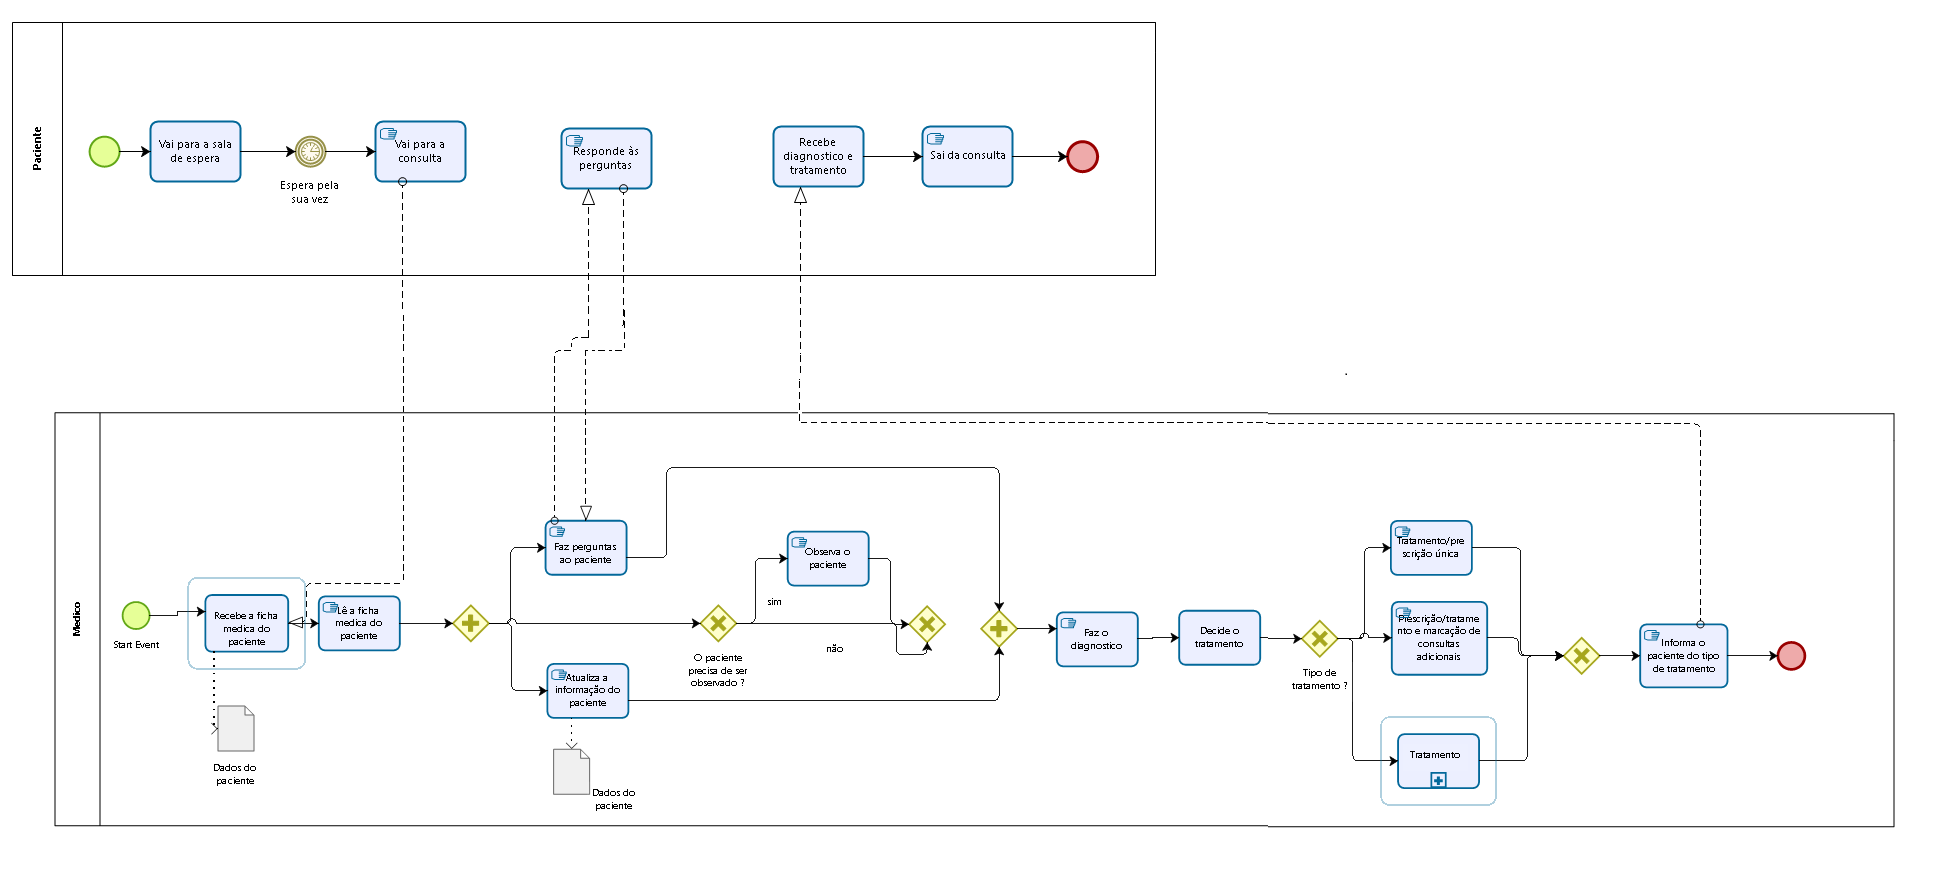 Paciente
Vai para a sala
de espera
Espera pela
sua vez
Vai para a
consulta
Responde às
perguntas
Recebe
diagnostico e
tratamento
Sai da consulta
Medico
Start Event
Recebe a ficha
medica do
paciente
Dados do
paciente
Lê a ficha
medica do
paciente
Faz perguntas
ao paciente
Atualiza a
informação do
paciente
Dados do
paciente
O paciente
precisa de ser
observado ?
sim
não
Observa o
paciente
Faz o
diagnostico
Decide o
tratamento
Tipo de
tratamento ?
Tratamento/pre
scrição única
Prescrição/tratame
nto e marcação de
consultas
adicionais
Tratamento
Informa o
paciente do tipo
de tratamento